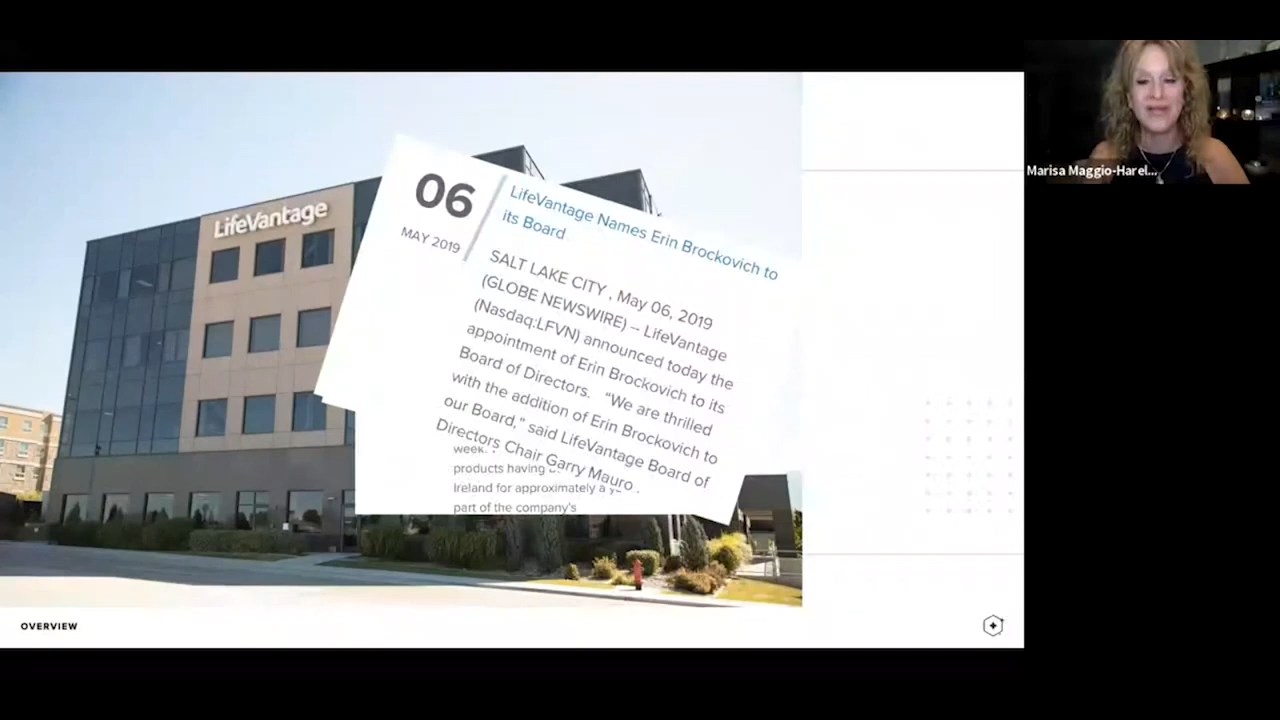 LifeVantage
06
MAY 2019
LifeVantage Names Erin Brockovich to
its Board
SALT LAKE CITY , May 06, 2019
(GLOBE NEWSWIRE) – LifeVantage
(Nasdaq:LFVN) announced today the
appointment of Erin Brockovich to its
Board of Directors. “We are thrilled
with the addition of Erin Brockovich to
our Board,” said LifeVantage Board of
Directors Chair Garry Mauro .
week.
products having
Ireland for approximately a
part of the company's
OVERVIEW
Marisa Maggio-Harel...